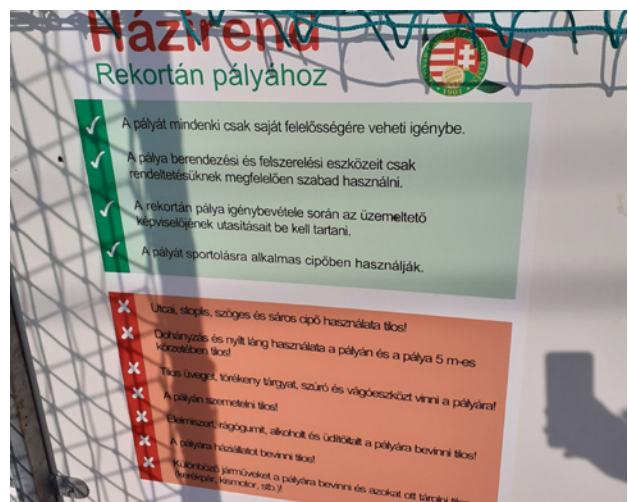 Házirend
Rekortán pályához
1901
A pályát mindenki csak saját felelősségére veheti igénybe.
A pálya berendezési és felszerelési eszközeit csak
rendeltetésüknek megfelelően szabad használni.
A rekortán pálya igénybevétele során az üzemeltető
képviselőjének utasításait be kell tartani.
A pályát sportolásra alkalmas cipőben használják.
Utcai, stoplis, szöges és sáros cipő használata tilos!
Dohányzás és nyílt láng használata a pályán és a pálya 5 m-es
körzetében tilos!
Tilos üveget, törékeny tárgyat, szúró és vágóeszközt vinni a pályára!
A pályán szemetelni tilos!
Élelmiszert, rágógumit, alkoholt és üdítőitalt a pályára bevinni tilos!
A pályára háziállatot bevinni tilos!
Különböző járműveket a pályára bevinni és azokat ott tárolni tilos
(kerékpár, kismotor, stb.)!